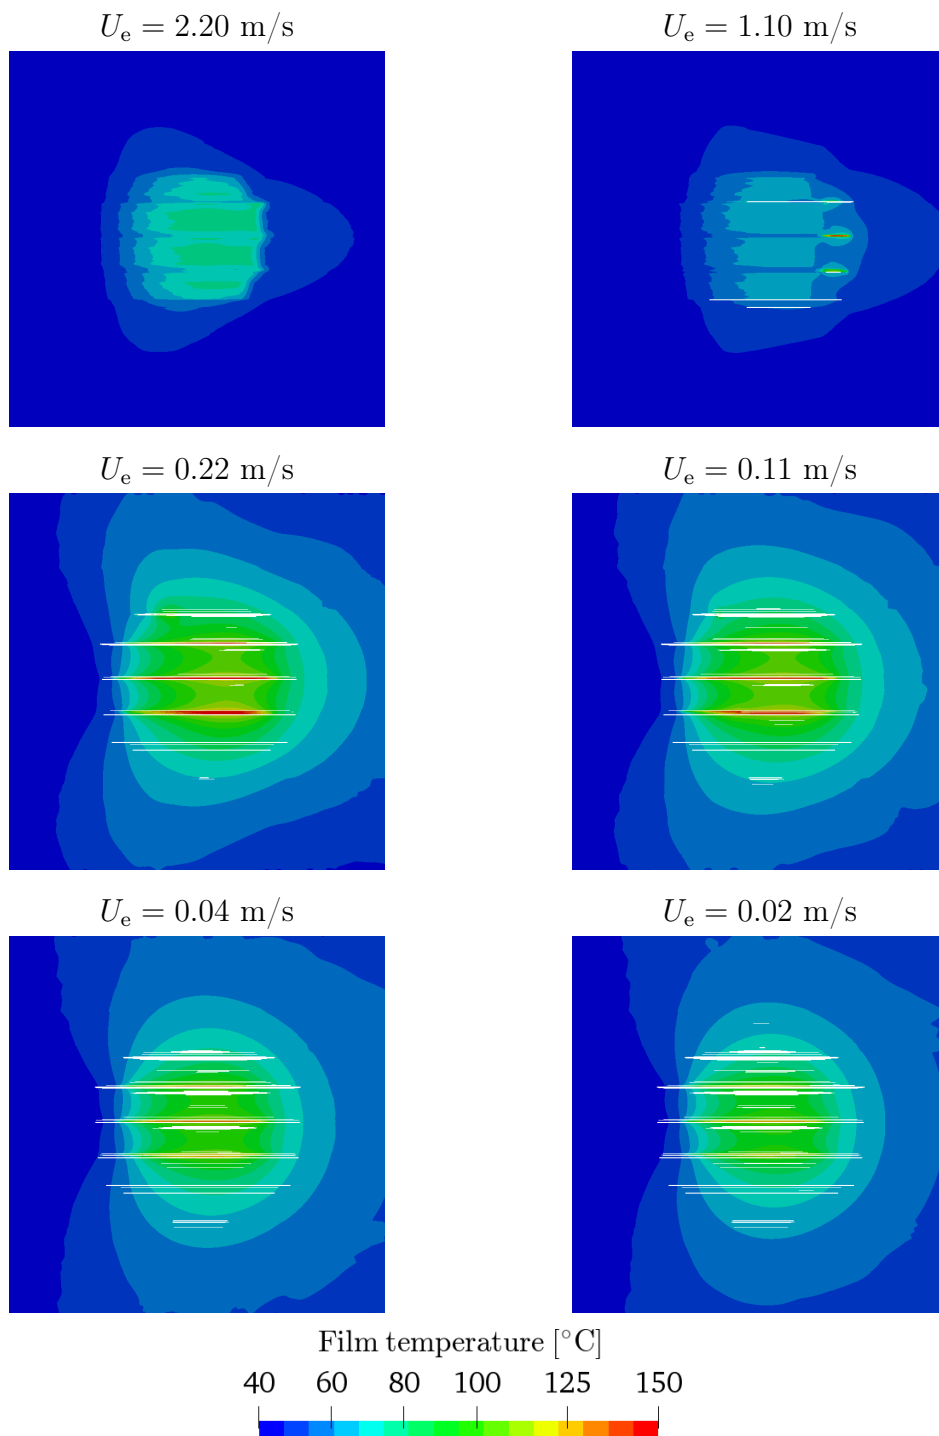 U_e = 2.20 m/s U_e = 1.10 m/s
U_e = 0.22 m/s U_e = 0.11 m/s
U_e = 0.04 m/s U_e = 0.02 m/s
Film temperature [°C]
40 60 80 100 125 150